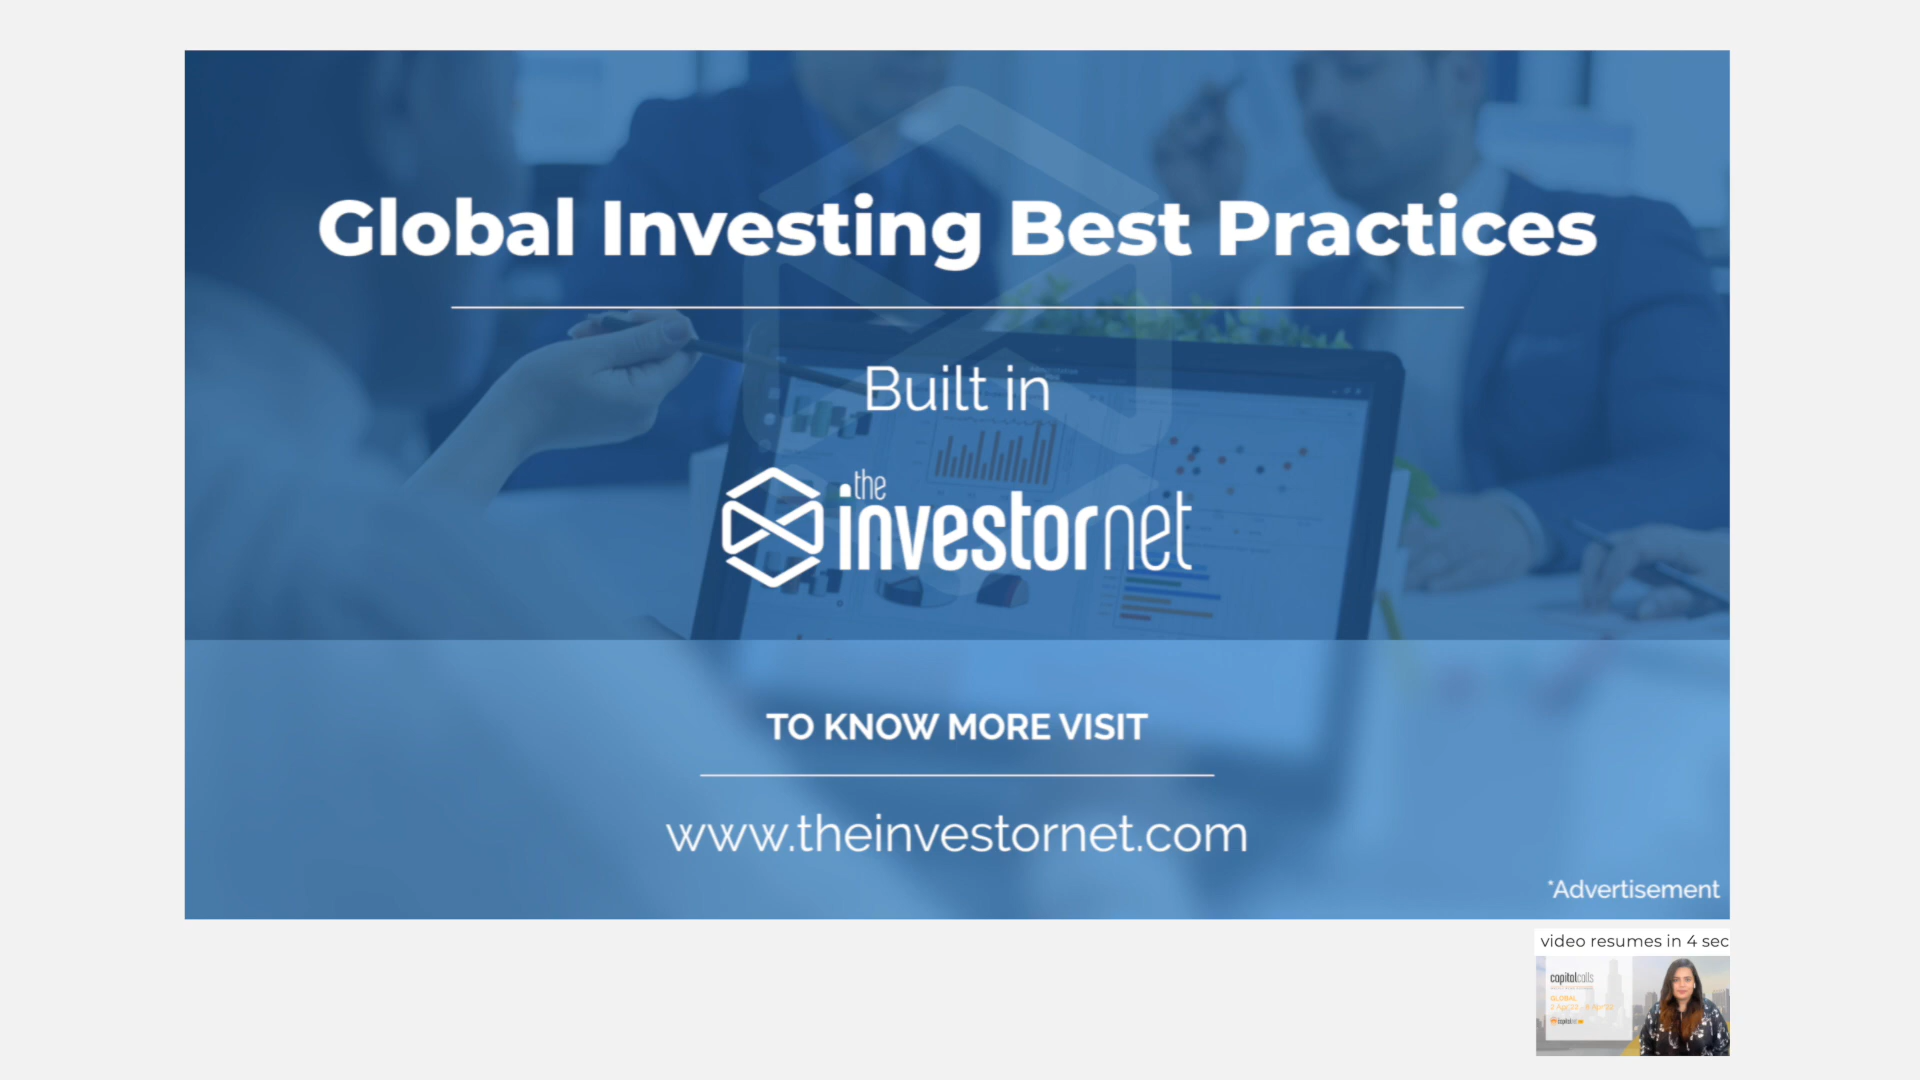 Global Investing Best Practices
Built in
the
investornet
TO KNOW MORE VISIT
www.theinvestornet.com
*Advertisement
video resumes in 4 sec
capitalcalls
GLOBAL